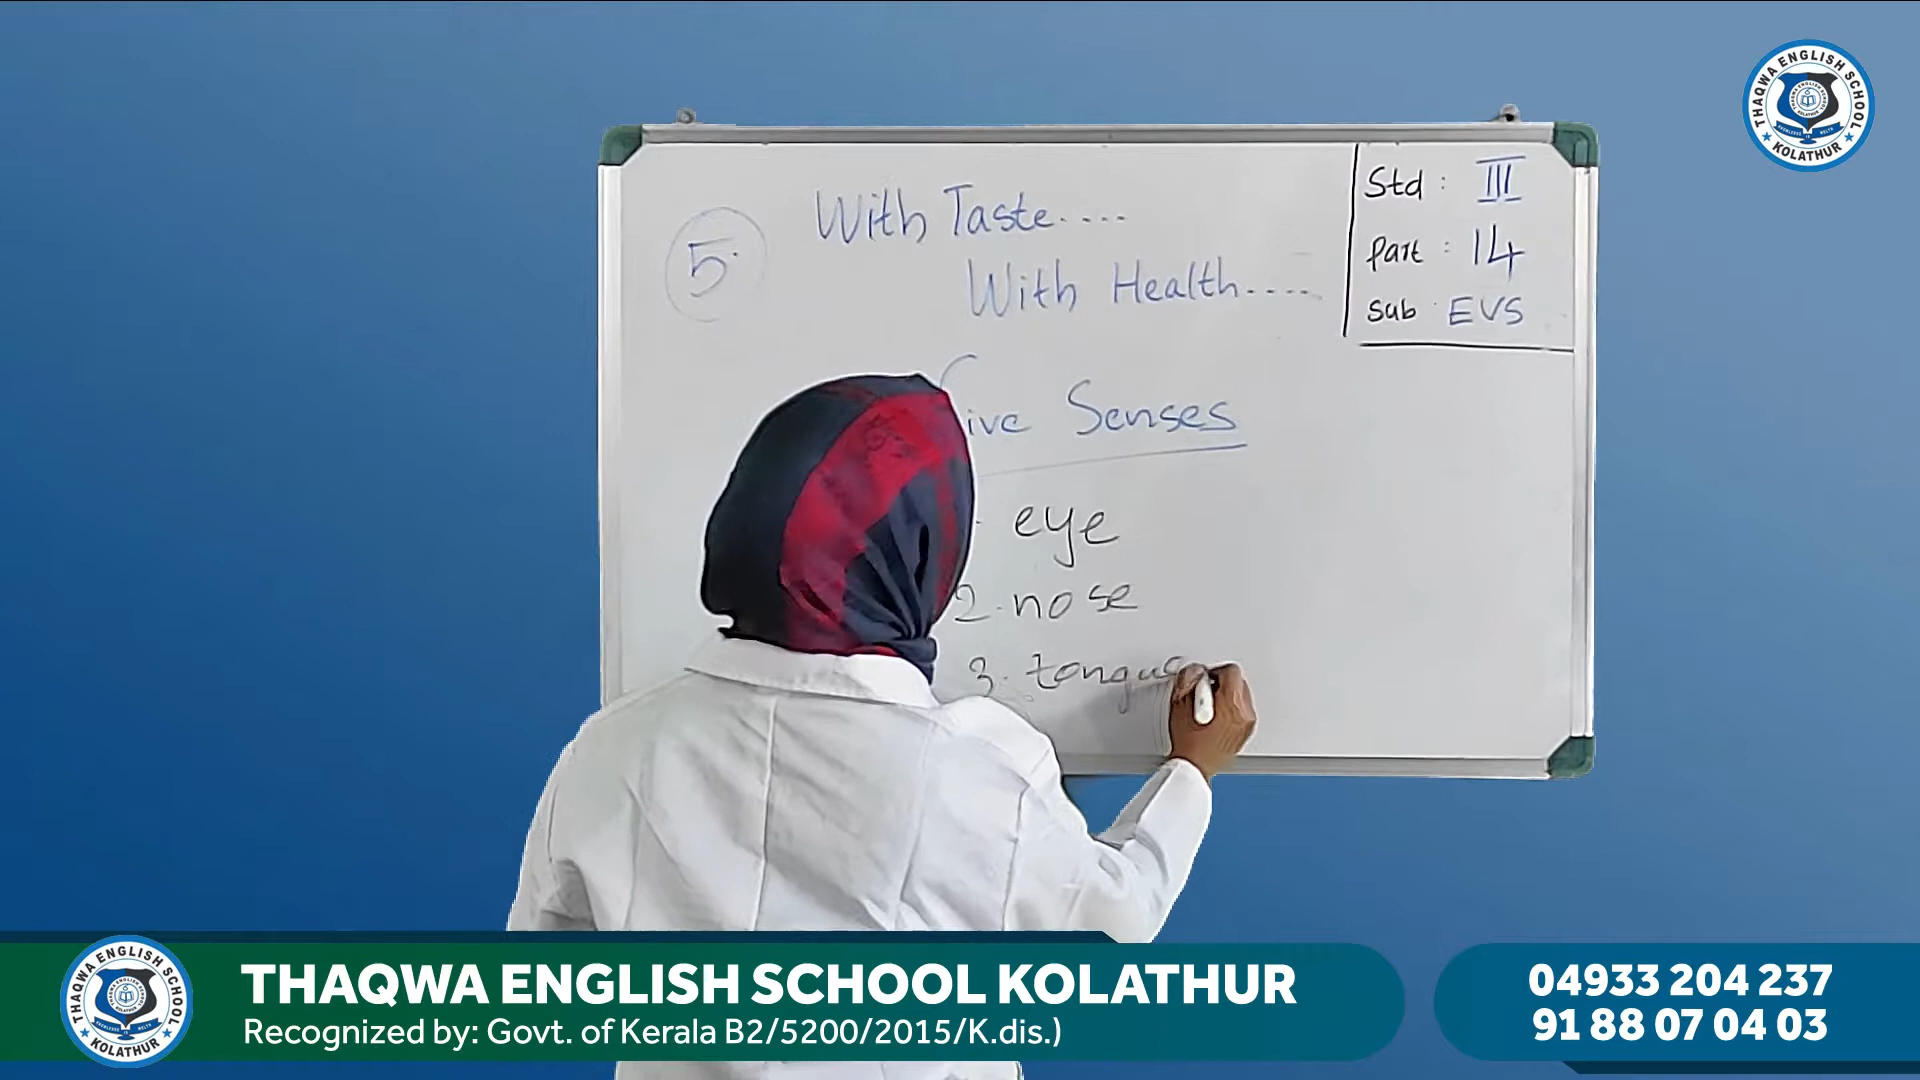 THAQWA ENGLISH SCHOOL
KOLATHUR
Std : III
Part : 14
Sub : EVS
5.
With Taste....
With Health....
Senses
eye
2. nose
3. tongue
THAQWA ENGLISH SCHOOL
KOLATHUR
THAQWA ENGLISH SCHOOL KOLATHUR
Recognized by: Govt. of Kerala B2/5200/2015/K.dis.)
04933 204 237
91 88 07 04 03